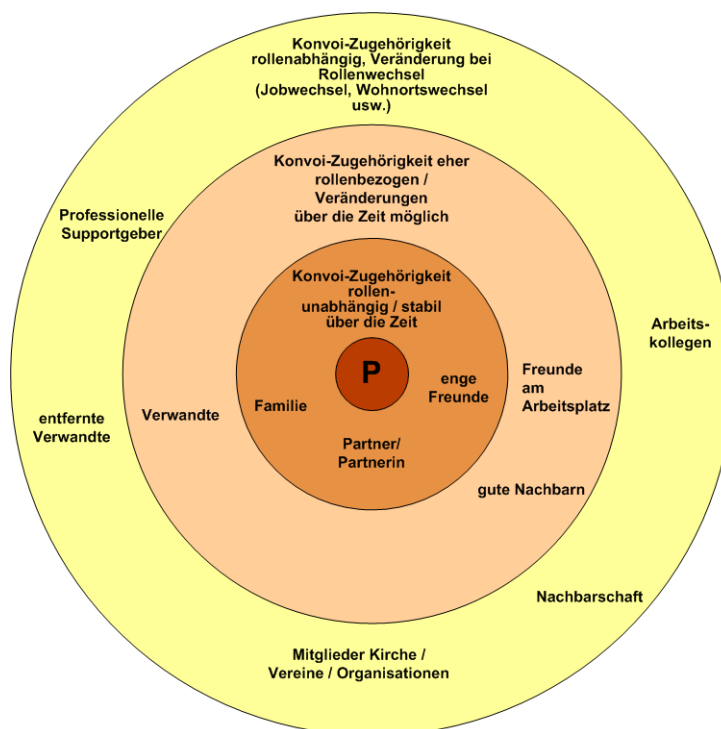 Konvoi-Zugehörigkeit
rollenabhängig, Veränderung bei
Rollenwechsel
(Jobwechsel, Wohnortswechsel
usw.)
Konvoi-Zugehörigkeit eher
rollenbezogen /
Veränderungen
über die Zeit möglich
Professionelle
Supportgeber
Konvoi-Zugehörigkeit
rollen-
unabhängig / stabil
über die Zeit
Arbeits-
kollegen
P
enge
Freunde
Freunde
am
Arbeitsplatz
Familie
Verwandte
entfernte
Verwandte
Partner/
Partnerin
gute Nachbarn
Nachbarschaft
Mitglieder Kirche /
Vereine / Organisationen